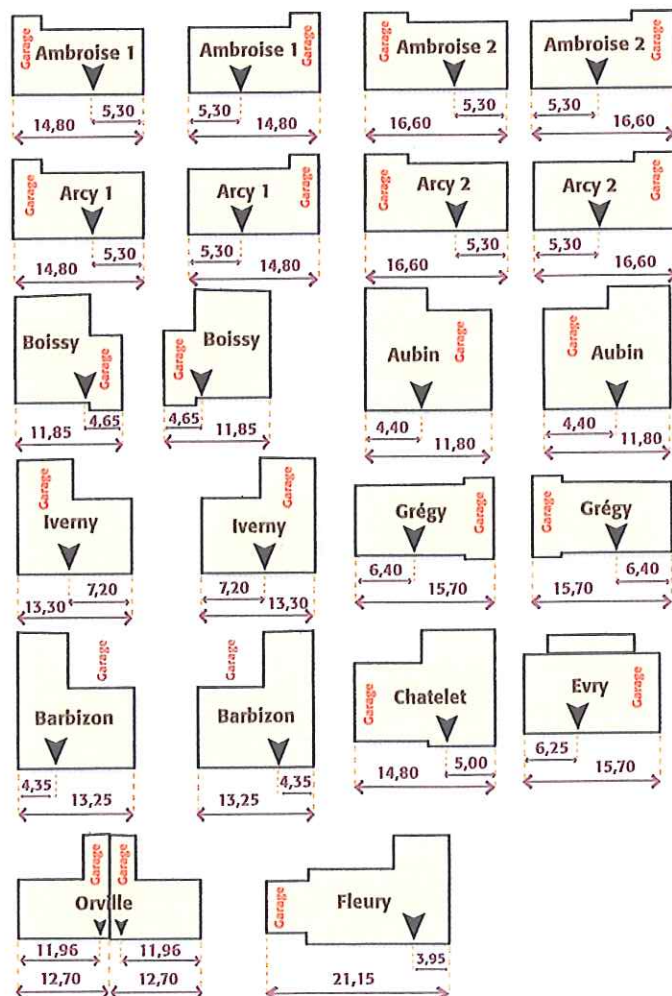 Garage Ambroise 1 Ambroise 1 Garage Garage Ambroise 2 Ambroise 2 Garage
5,30 5,30 5,30 5,30
14,80 14,80 16,60 16,60
Garage Arcy 1 Arcy 1 Garage Garage Arcy 2 Arcy 2 Garage
5,30 5,30 5,30 5,30
14,80 14,80 16,60 16,60
Boissy Garage Garage Boissy Aubin Garage Garage Aubin
4,65 4,65 4,40 4,40
11,85 11,85 11,80 11,80
Garage Iverny Iverny Garage Grégy Garage Garage Grégy
7,20 7,20 6,40 6,40
13,30 13,30 15,70 15,70
Barbizon Garage Garage Barbizon Garage Chatelet Evry Garage
4,35 4,35 5,00 6,25
13,25 13,25 14,80 15,70
Garage Garage
Orville Garage Fleury
11,96 11,96 3,95
12,70 12,70 21,15